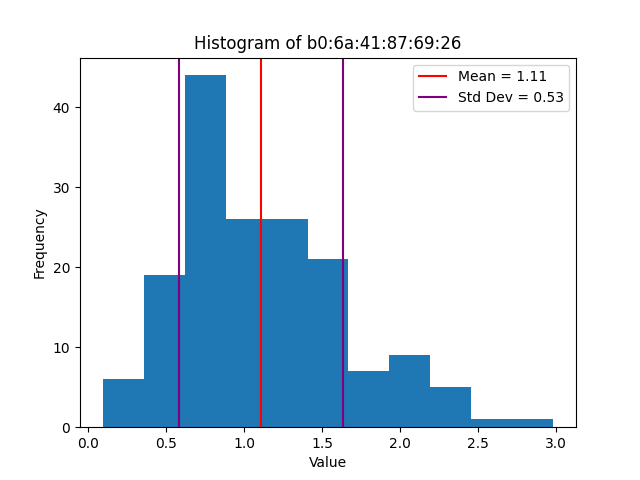 Histogram of b0:6a:41:87:69:26
Mean = 1.11
Std Dev = 0.53
Frequency
40
30
20
10
0
0.0 0.5 1.0 1.5 2.0 2.5 3.0
Value